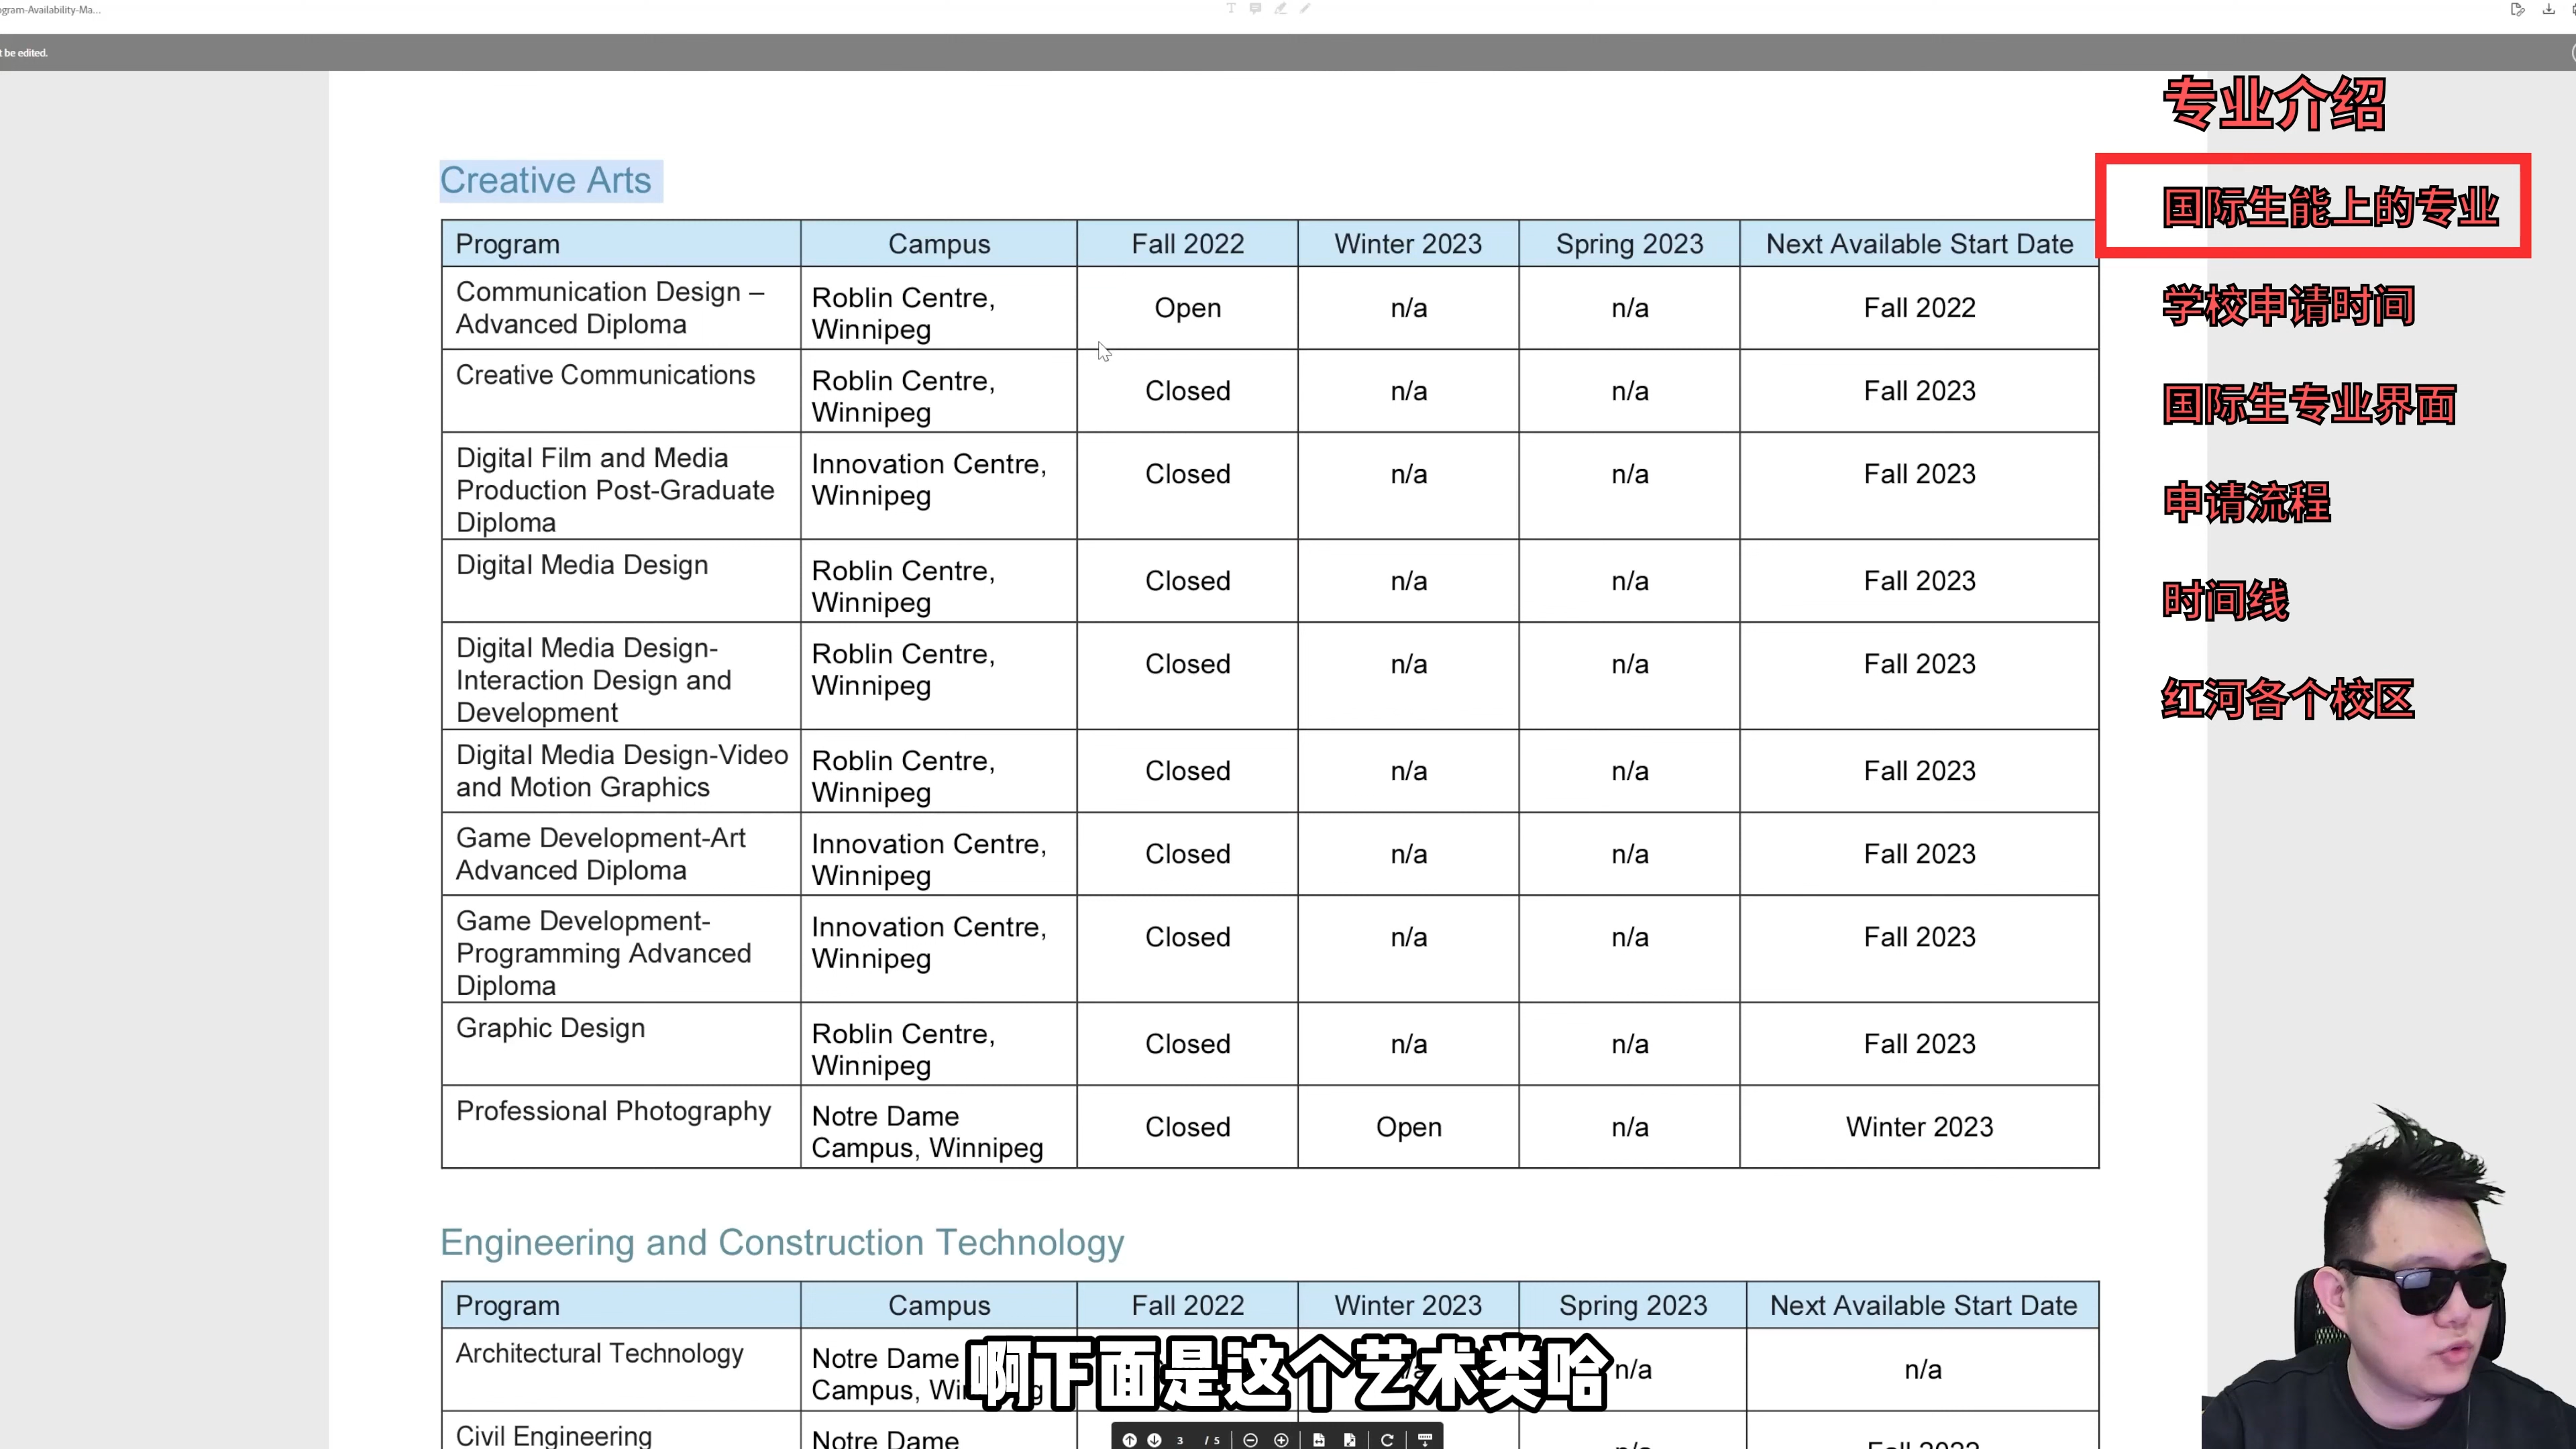 ogram-Availability-Ma...
t be edited.
专业介绍
国际生能上的专业
学校申请时间
国际生专业界面
申请流程
时间线
红河各个校区
Creative Arts
Program Campus Fall 2022 Winter 2023 Spring 2023 Next Available Start Date
Communication Design –
Advanced Diploma
Roblin Centre,
Winnipeg
Open n/a n/a Fall 2022
Creative Communications
Roblin Centre,
Winnipeg
Closed n/a n/a Fall 2023
Digital Film and Media
Production Post-Graduate
Diploma
Innovation Centre,
Winnipeg
Closed n/a n/a Fall 2023
Digital Media Design
Roblin Centre,
Winnipeg
Closed n/a n/a Fall 2023
Digital Media Design-
Interaction Design and
Development
Roblin Centre,
Winnipeg
Closed n/a n/a Fall 2023
Digital Media Design-Video
and Motion Graphics
Roblin Centre,
Winnipeg
Closed n/a n/a Fall 2023
Game Development-Art
Advanced Diploma
Innovation Centre,
Winnipeg
Closed n/a n/a Fall 2023
Game Development-
Programming Advanced
Diploma
Innovation Centre,
Winnipeg
Closed n/a n/a Fall 2023
Graphic Design
Roblin Centre,
Winnipeg
Closed n/a n/a Fall 2023
Professional Photography
Notre Dame
Campus, Winnipeg
Closed Open n/a Winter 2023
Engineering and Construction Technology
Program Campus Fall 2022 Winter 2023 Spring 2023 Next Available Start Date
Architectural Technology
Notre Dame
Campus, Wi
n/a n/a
啊下面是这个艺术类哈
Civil Engineering
Notre Dame
3 / 5